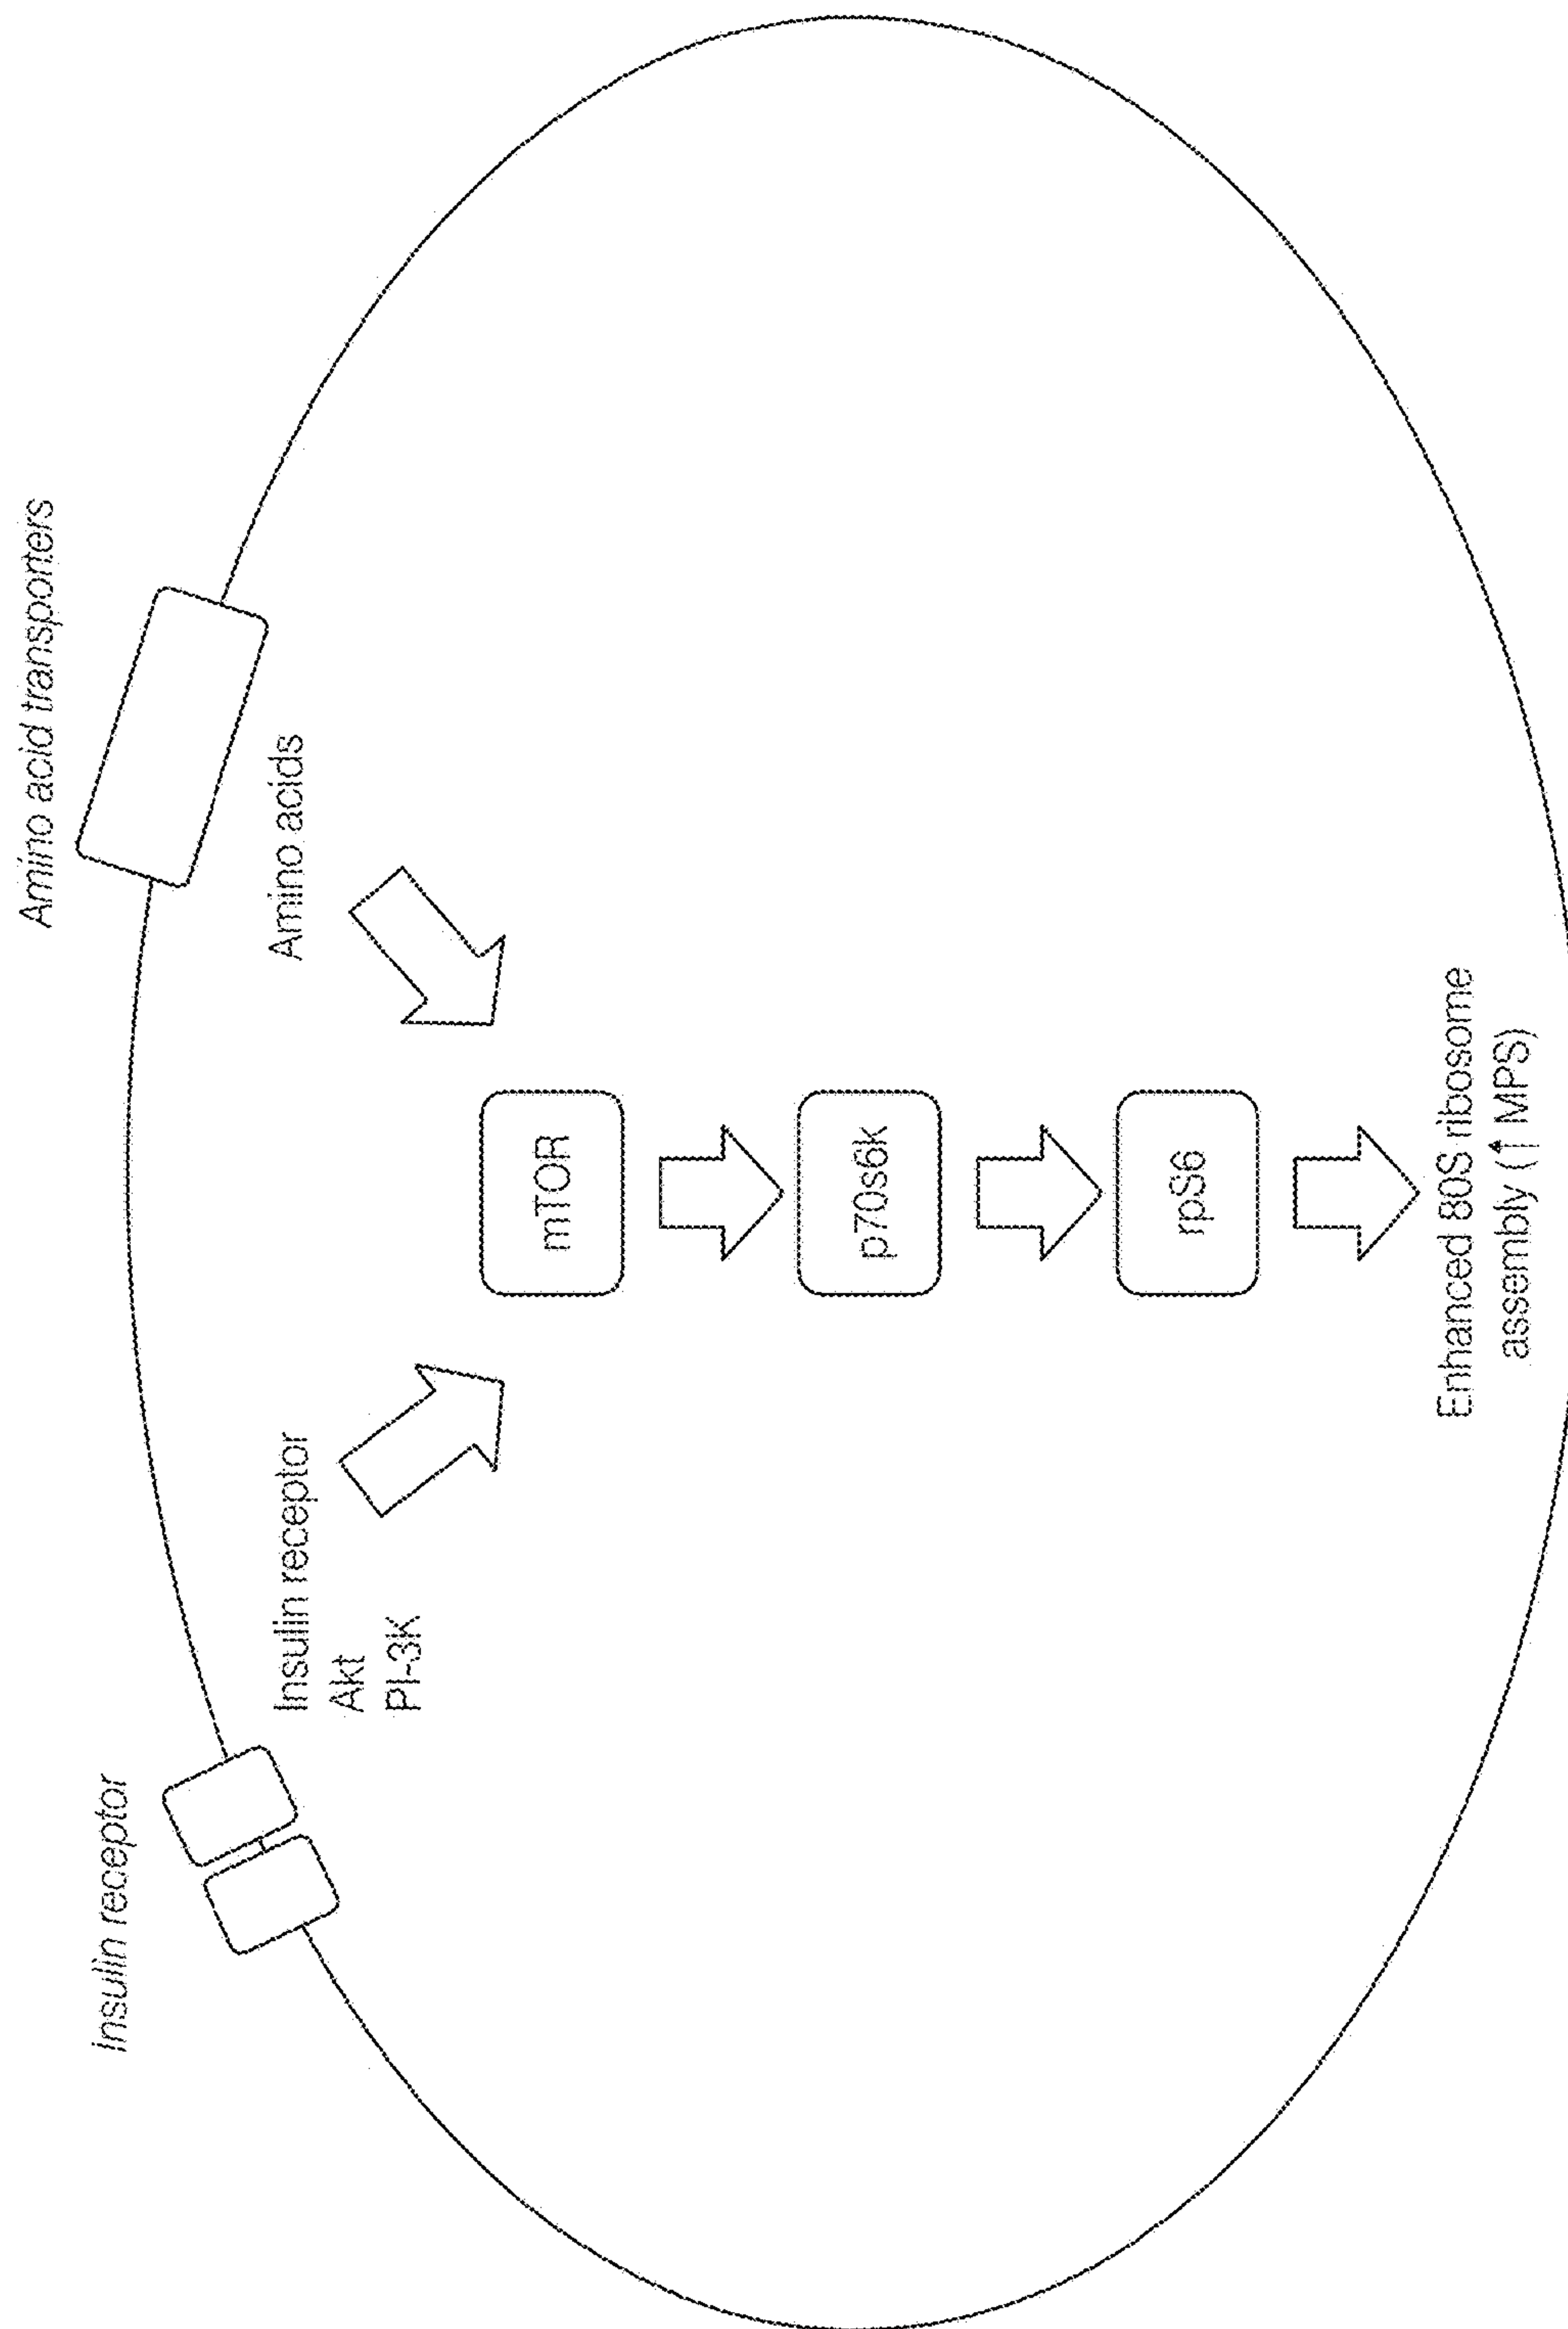 Insulin receptor
Amino acid transporters
Insulin receptor
Akt
PI-3K
Amino acids
mTOR
p70s6k
rpS6
Enhanced 80S ribosome
assembly (↑ MPS)